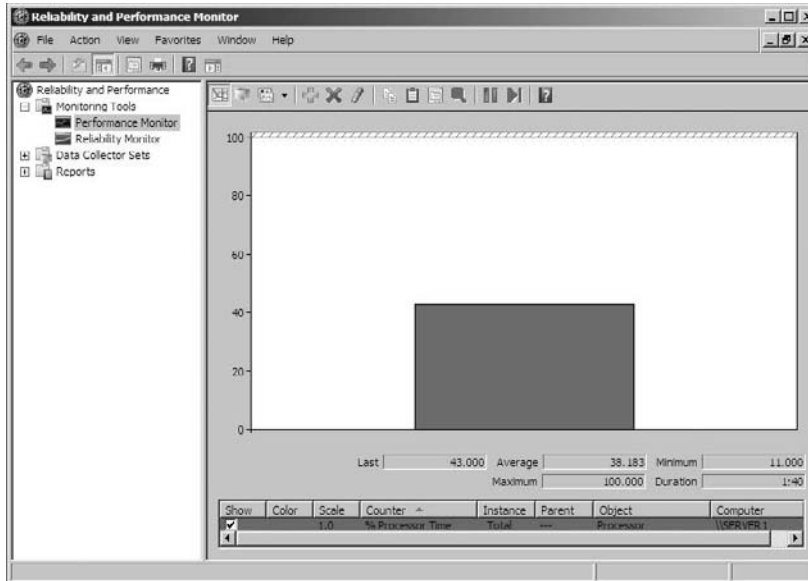 Reliability and Performance Monitor
File Action View Favorites Window Help
Reliability and Performance
Monitoring Tools
Performance Monitor
Reliability Monitor
Data Collector Sets
Reports
100
80
60
40
20
0
Last 43.000 Average 38.183 Minimum 11.000
Maximum 100.000 Duration 1:40
Show Color Scale Counter Instance Parent Object Computer
1.0 % Processor Time _Total --- Processor \\SERVER1